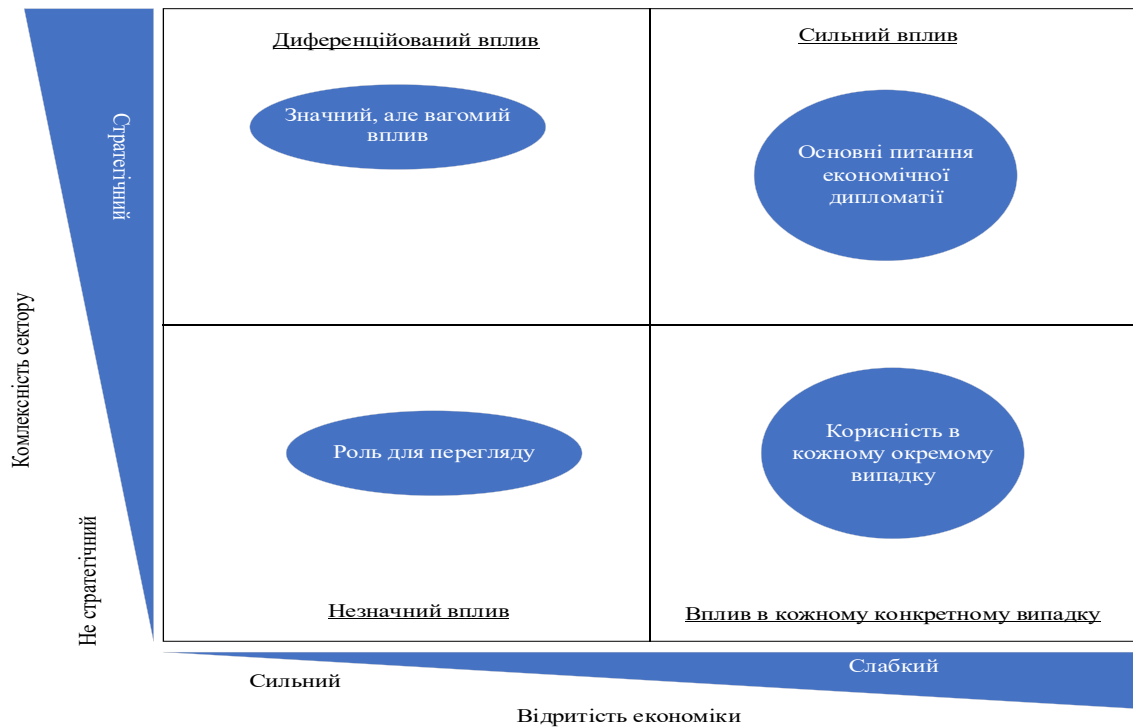 Диференційований вплив
Сильний вплив
Значний, але вагомий
вплив
Основні питання
економічної
дипломатії
Стратегічний
Комлексність сектору
Не стратегічний
Роль для перегляду
Корисність в
кожному окремому
випадку
Незначний вплив
Вплив в кожному конкретному випадку
Сильний
Слабкий
Відритість економіки